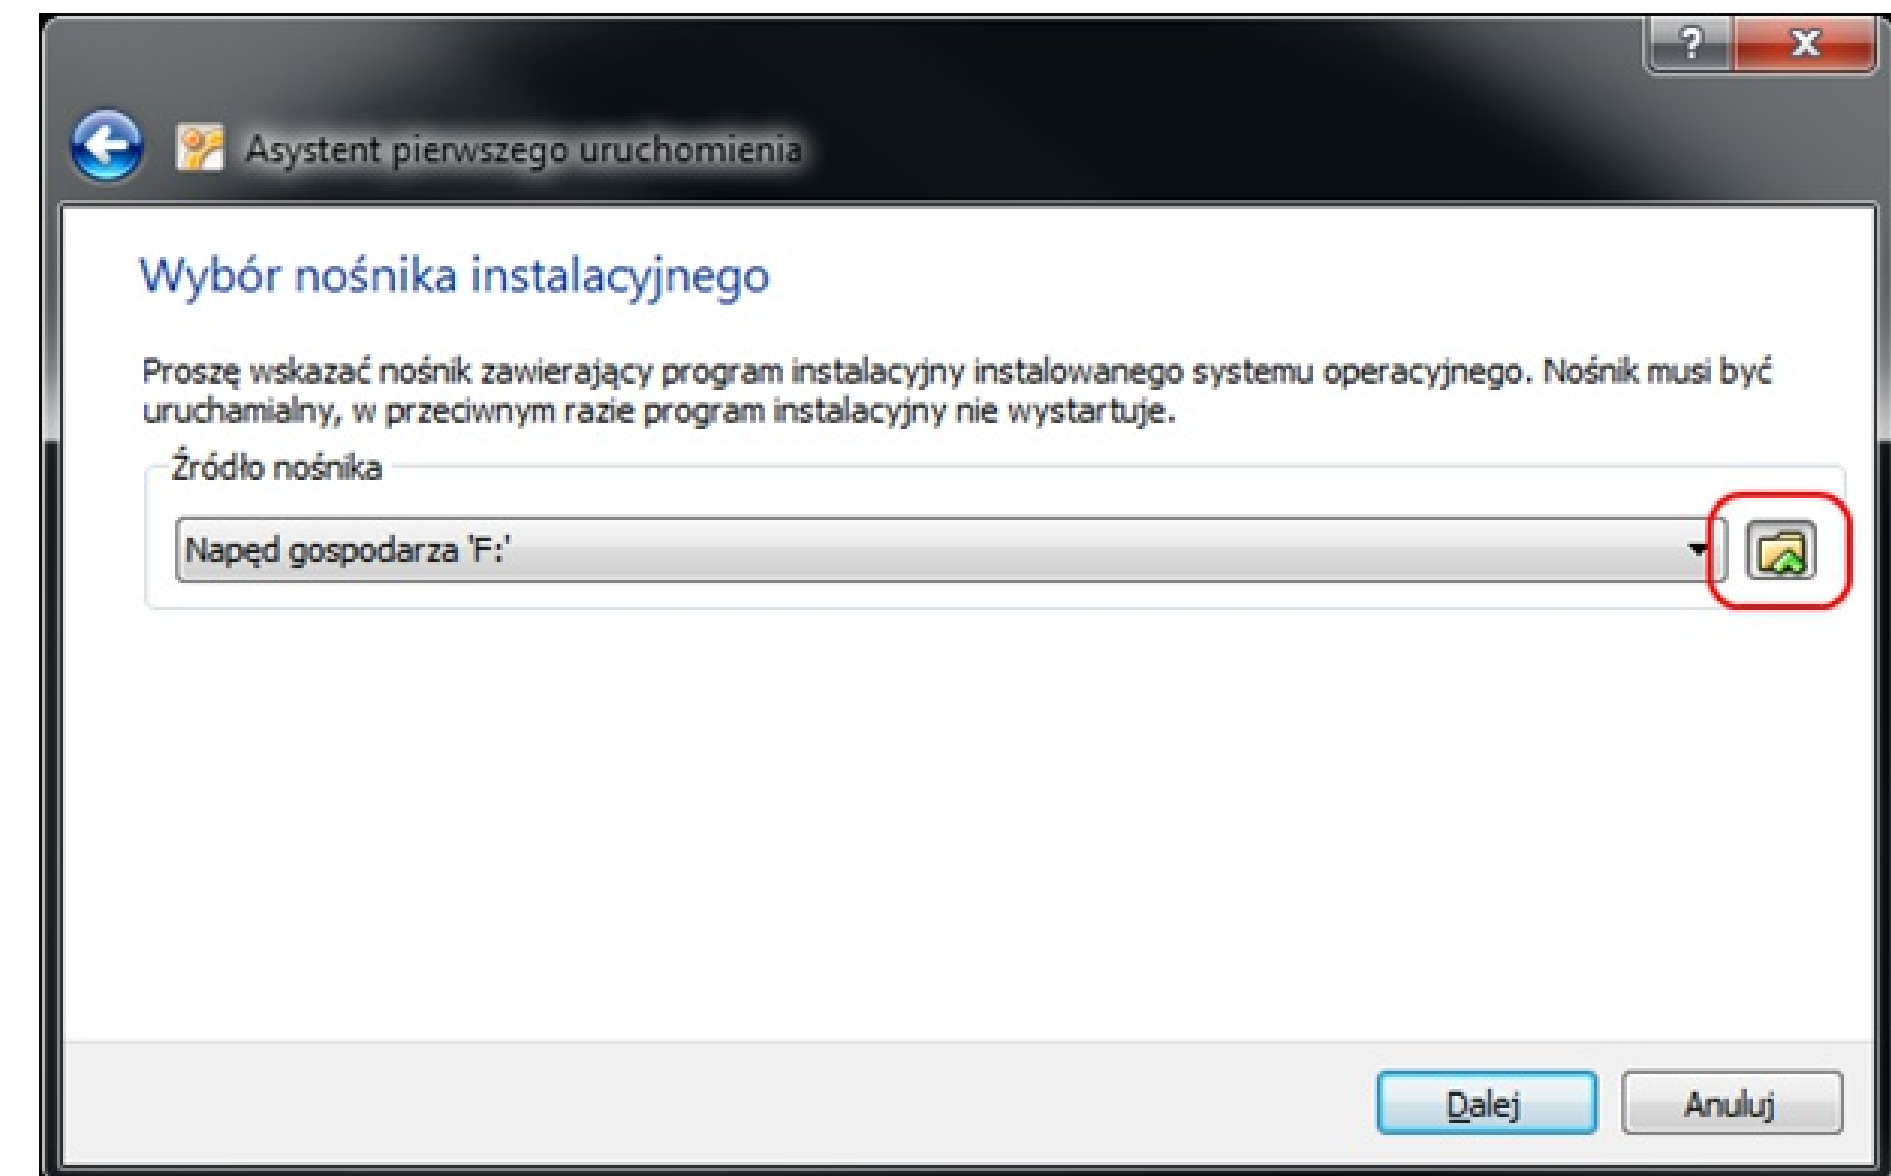 ?
Asystent pierwszego uruchomienia
Wybór nośnika instalacyjnego
Proszę wskazać nośnik zawierający program instalacyjny instalowanego systemu operacyjnego. Nośnik musi być
uruchamialny, w przeciwnym razie program instalacyjny nie wystartuje.
Źródło nośnika
Napęd gospodarza 'F:'
Dalej Anuluj